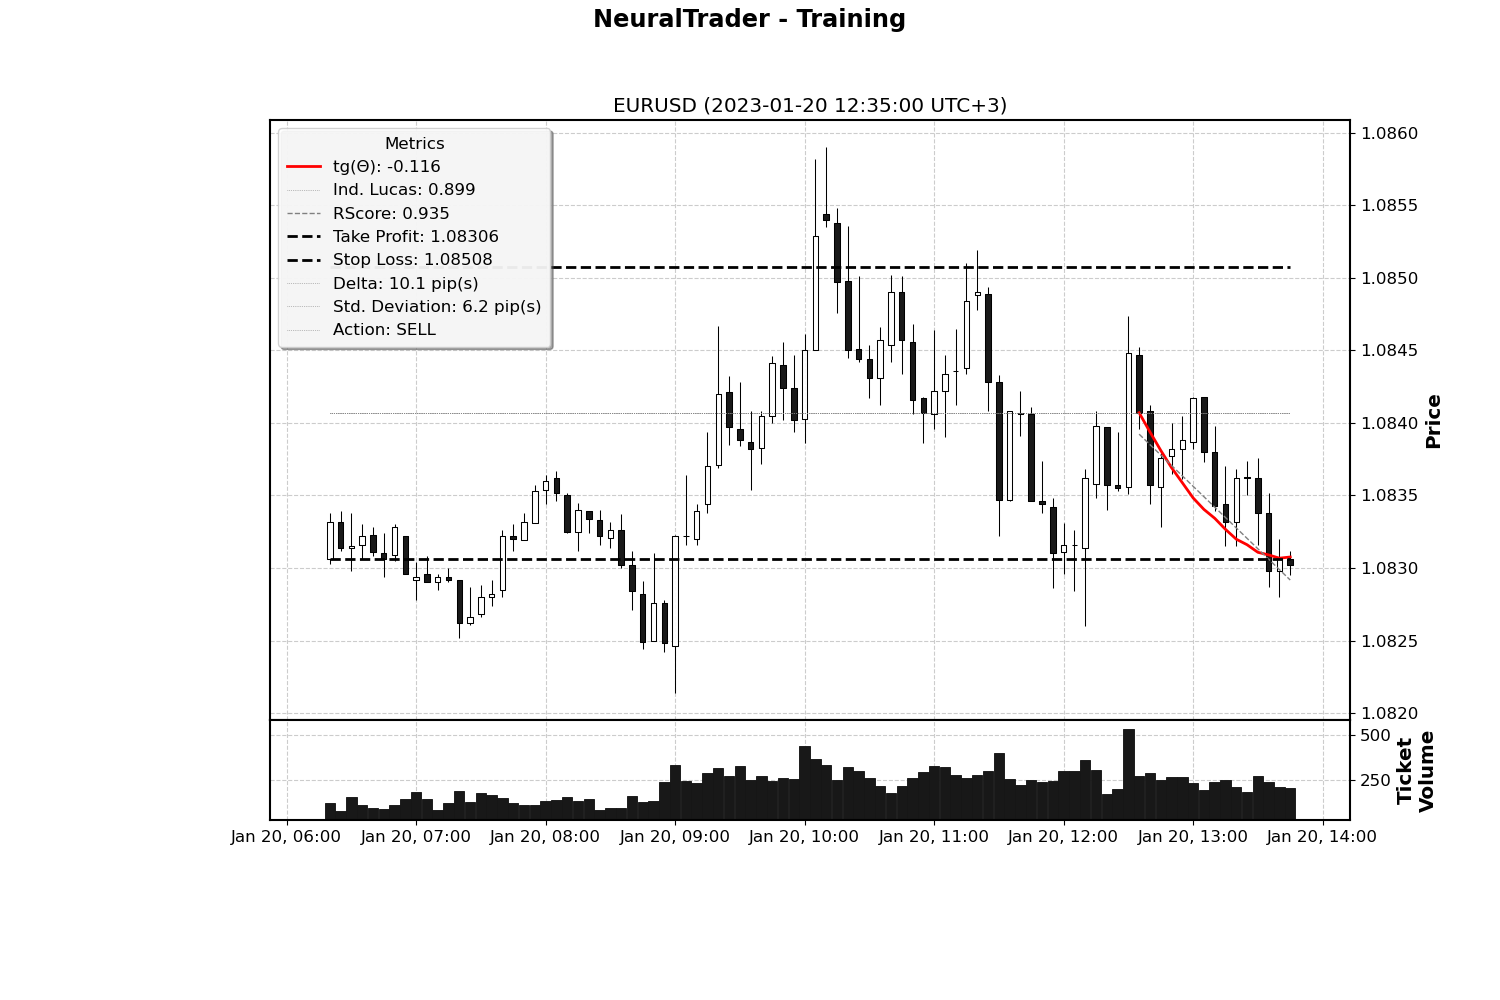 NeuralTrader - Training
EURUSD (2023-01-20 12:35:00 UTC+3)
Metrics
tg(Θ): -0.116
Ind. Lucas: 0.899
RScore: 0.935
Take Profit: 1.08306
Stop Loss: 1.08508
Delta: 10.1 pip(s)
Std. Deviation: 6.2 pip(s)
Action: SELL
1.0860
1.0855
1.0850
1.0845
1.0840
1.0835
1.0830
1.0825
1.0820
Price
500
250
Ticket
Volume
Jan 20, 06:00
Jan 20, 07:00
Jan 20, 08:00
Jan 20, 09:00
Jan 20, 10:00
Jan 20, 11:00
Jan 20, 12:00
Jan 20, 13:00
Jan 20, 14:00